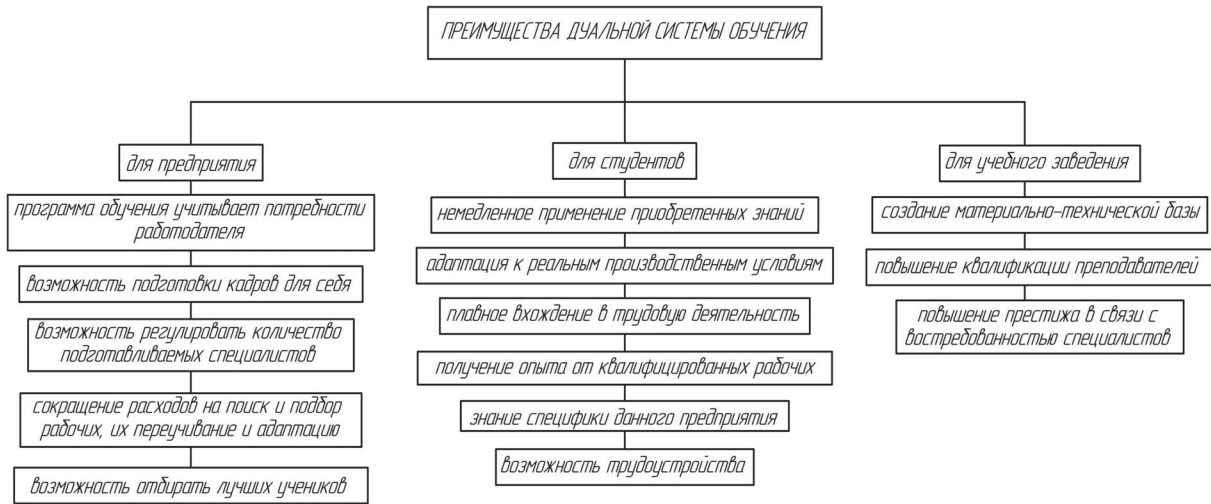 ПРЕИМУЩЕСТВА ДУАЛЬНОЙ СИСТЕМЫ ОБУЧЕНИЯ
для предприятия
программа обучения учитывает потребности
работодателя
возможность подготовки кадров для себя
возможность регулировать количество
подготавливаемых специалистов
сокращение расходов на поиск и подбор
рабочих, их переучивание и адаптацию
возможность отбирать лучших учеников
для студентов
немедленное применение приобретенных знаний
адаптация к реальным производственным условиям
плавное вхождение в трудовую деятельность
получение опыта от квалифицированных рабочих
знание специфики данного предприятия
возможность трудоустройства
для учебного заведения
создание материально-технической базы
повышение квалификации преподавателей
повышение престижа в связи с
востребованностью специалистов